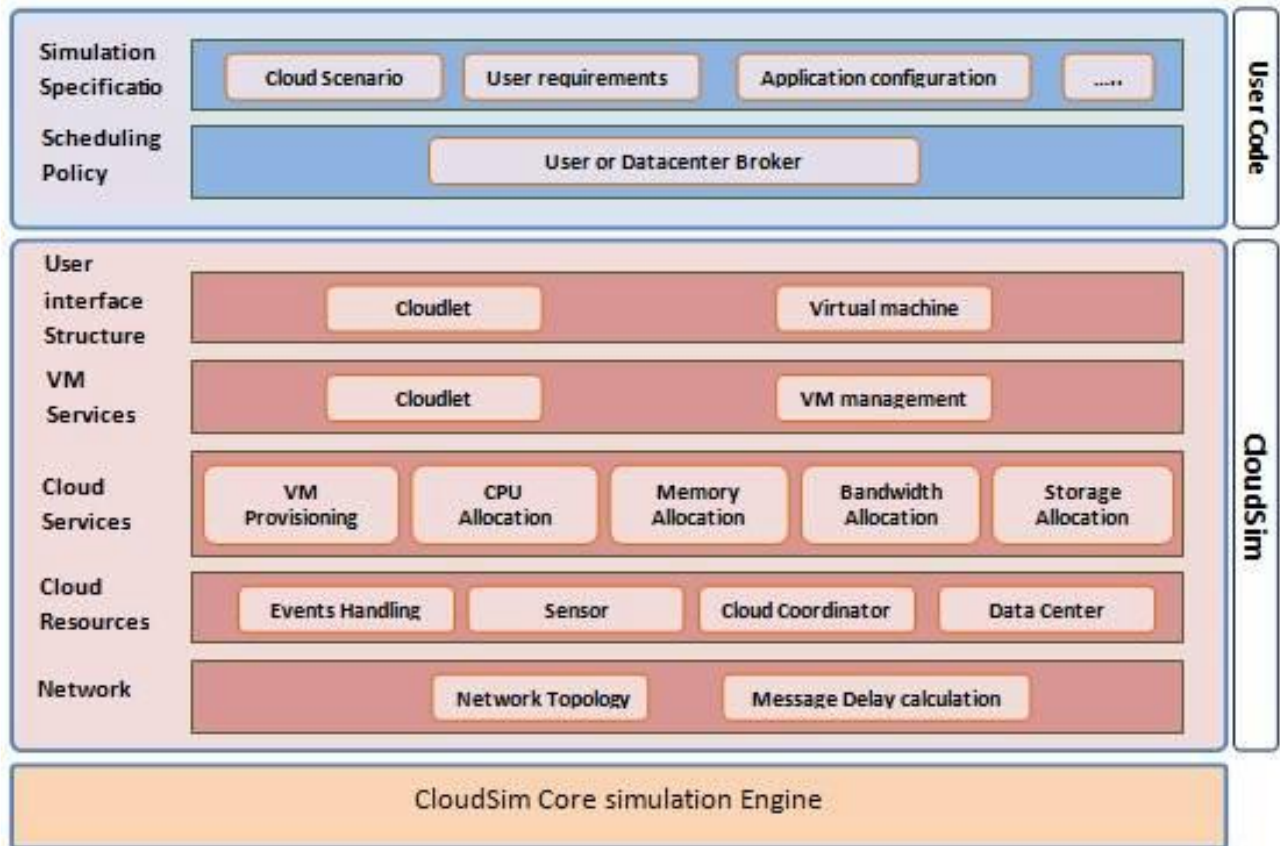 Simulation
Specificatio
Cloud Scenario
User requirements
Application configuration
.....
Scheduling
Policy
User or Datacenter Broker
User Code
User
interface
Structure
Cloudlet
Virtual machine
VM
Services
Cloudlet
VM management
Cloud
Services
VM
Provisioning
CPU
Allocation
Memory
Allocation
Bandwidth
Allocation
Storage
Allocation
Cloud
Resources
Events Handling
Sensor
Cloud Coordinator
Data Center
Network
Network Topology
Message Delay calculation
CloudSim
CloudSim Core simulation Engine